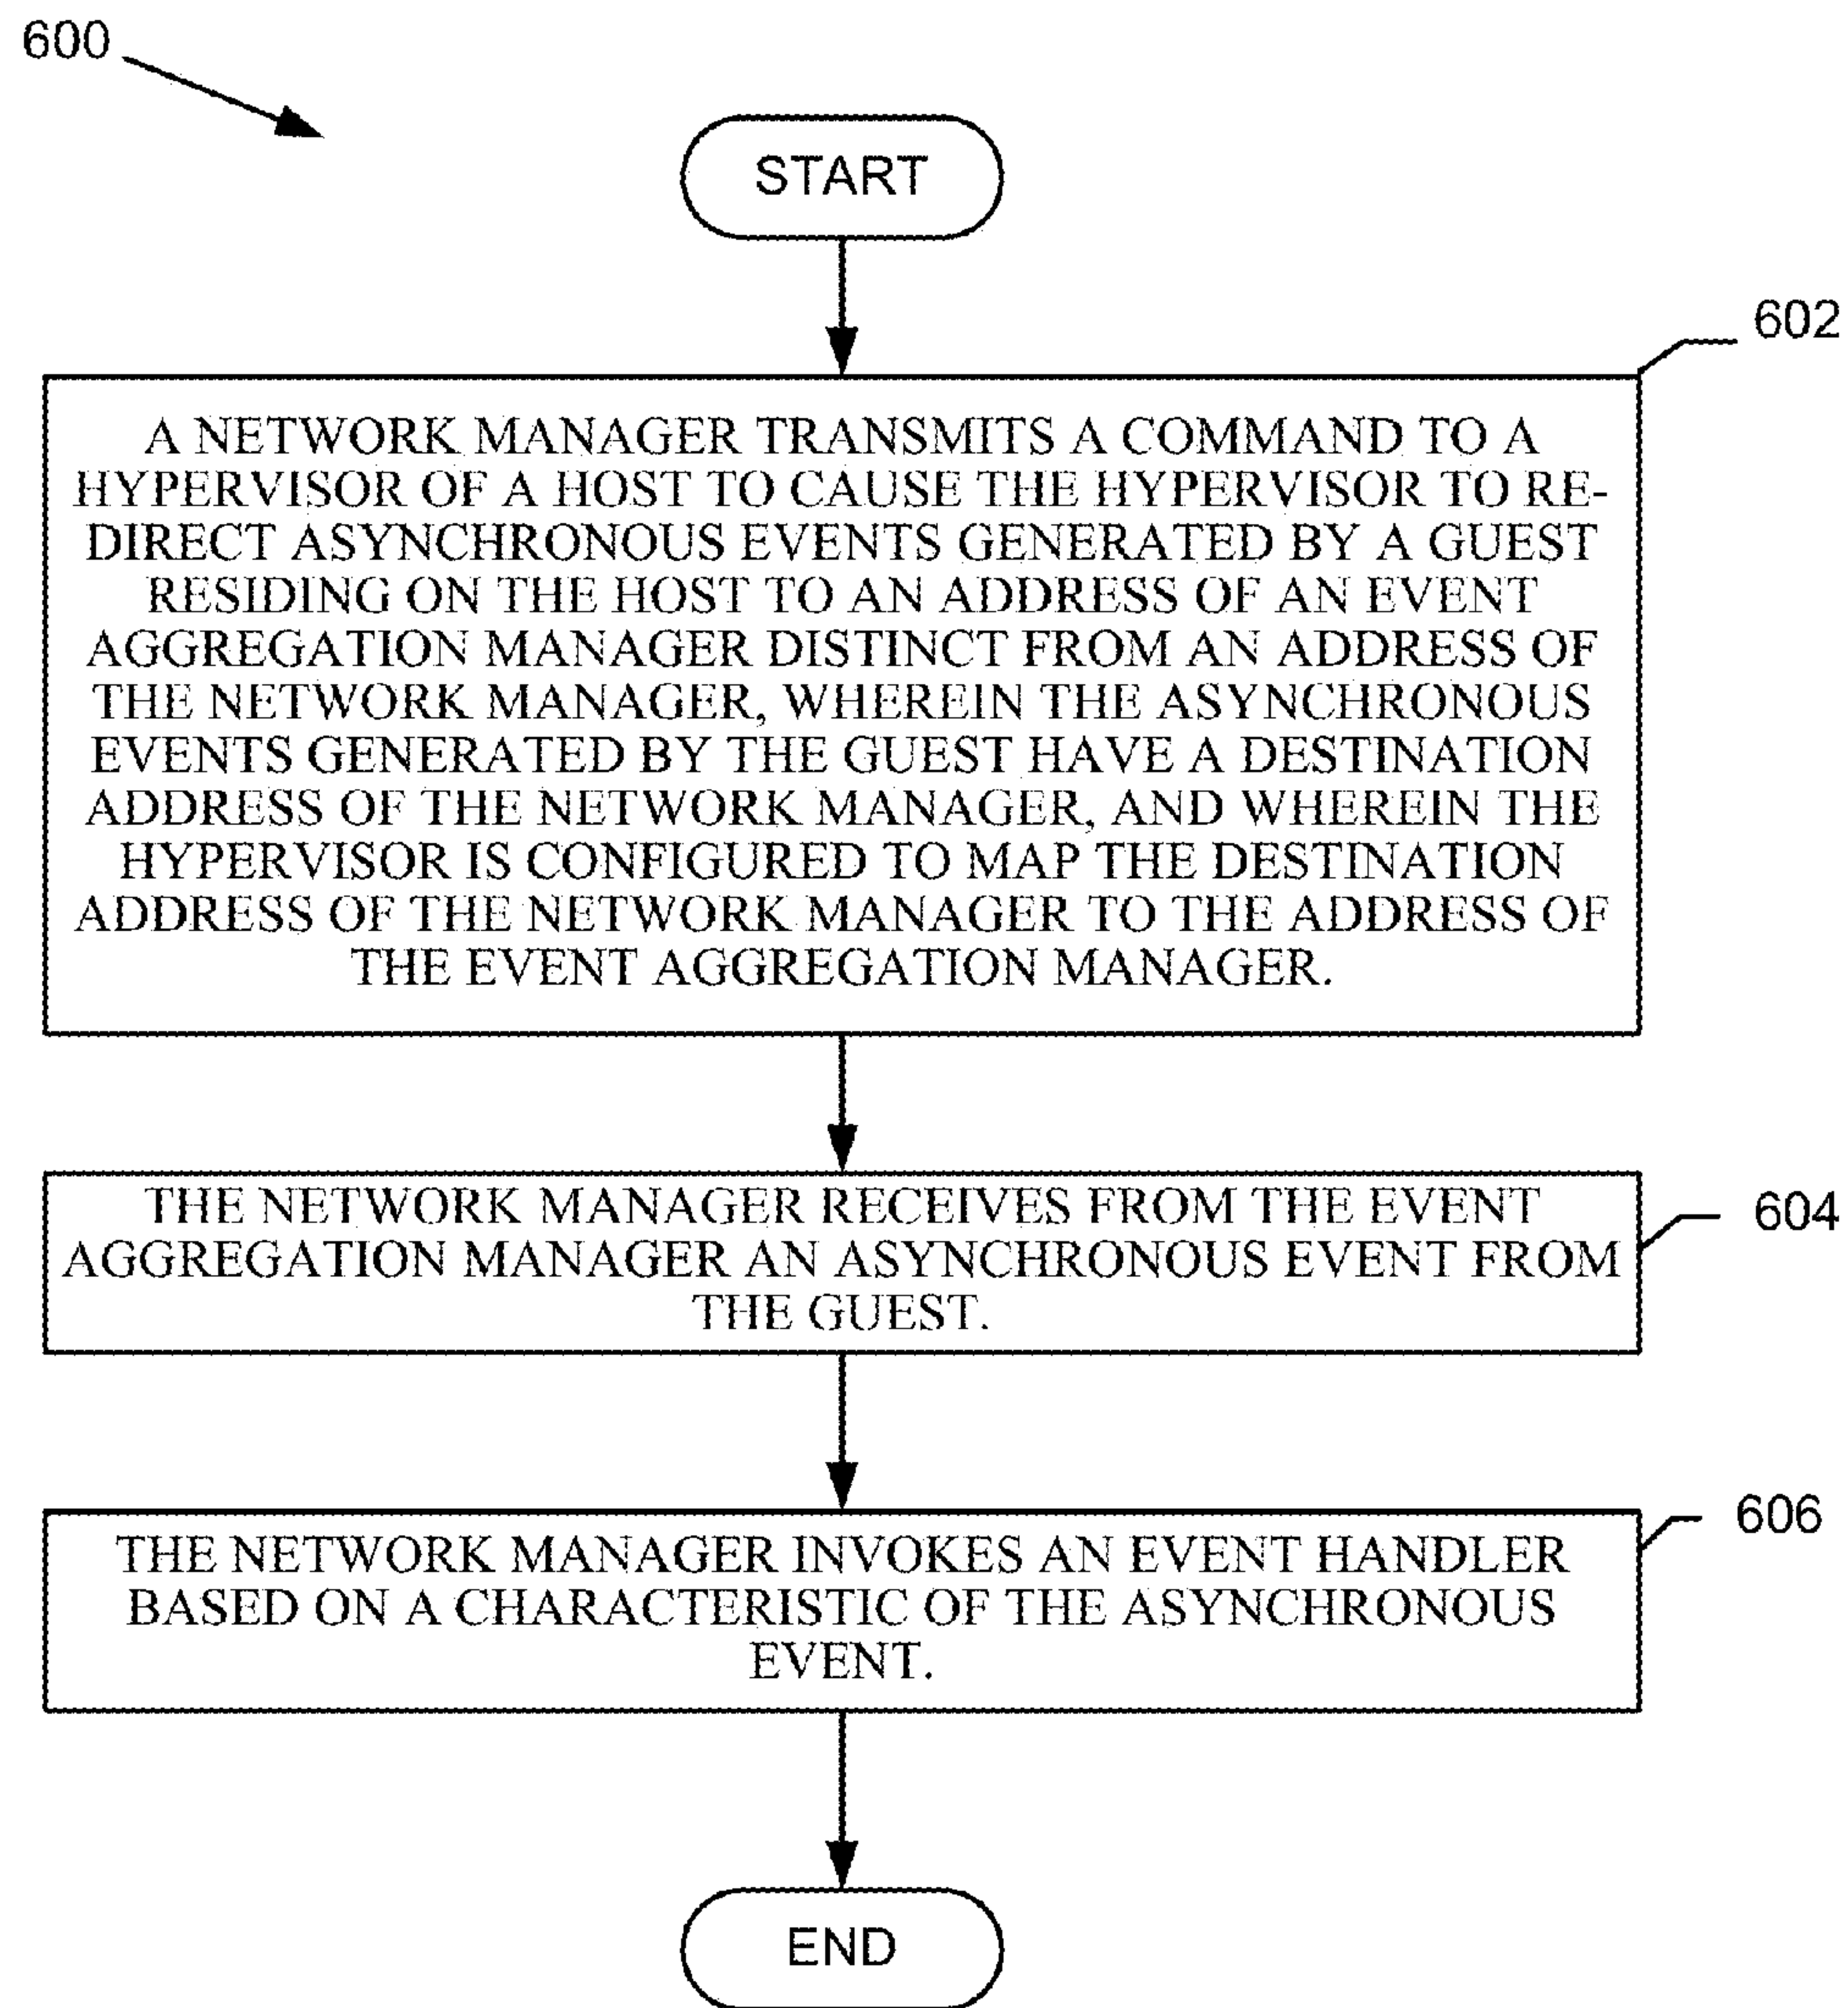 600
START
602
A NETWORK MANAGER TRANSMITS A COMMAND TO A
HYPERVISOR OF A HOST TO CAUSE THE HYPERVISOR TO RE-
DIRECT ASYNCHRONOUS EVENTS GENERATED BY A GUEST
RESIDING ON THE HOST TO AN ADDRESS OF AN EVENT
AGGREGATION MANAGER DISTINCT FROM AN ADDRESS OF
THE NETWORK MANAGER, WHEREIN THE ASYNCHRONOUS
EVENTS GENERATED BY THE GUEST HAVE A DESTINATION
ADDRESS OF THE NETWORK MANAGER, AND WHEREIN THE
HYPERVISOR IS CONFIGURED TO MAP THE DESTINATION
ADDRESS OF THE NETWORK MANAGER TO THE ADDRESS OF
THE EVENT AGGREGATION MANAGER.
604
THE NETWORK MANAGER RECEIVES FROM THE EVENT
AGGREGATION MANAGER AN ASYNCHRONOUS EVENT FROM
THE GUEST.
606
THE NETWORK MANAGER INVOKES AN EVENT HANDLER
BASED ON A CHARACTERISTIC OF THE ASYNCHRONOUS
EVENT.
END